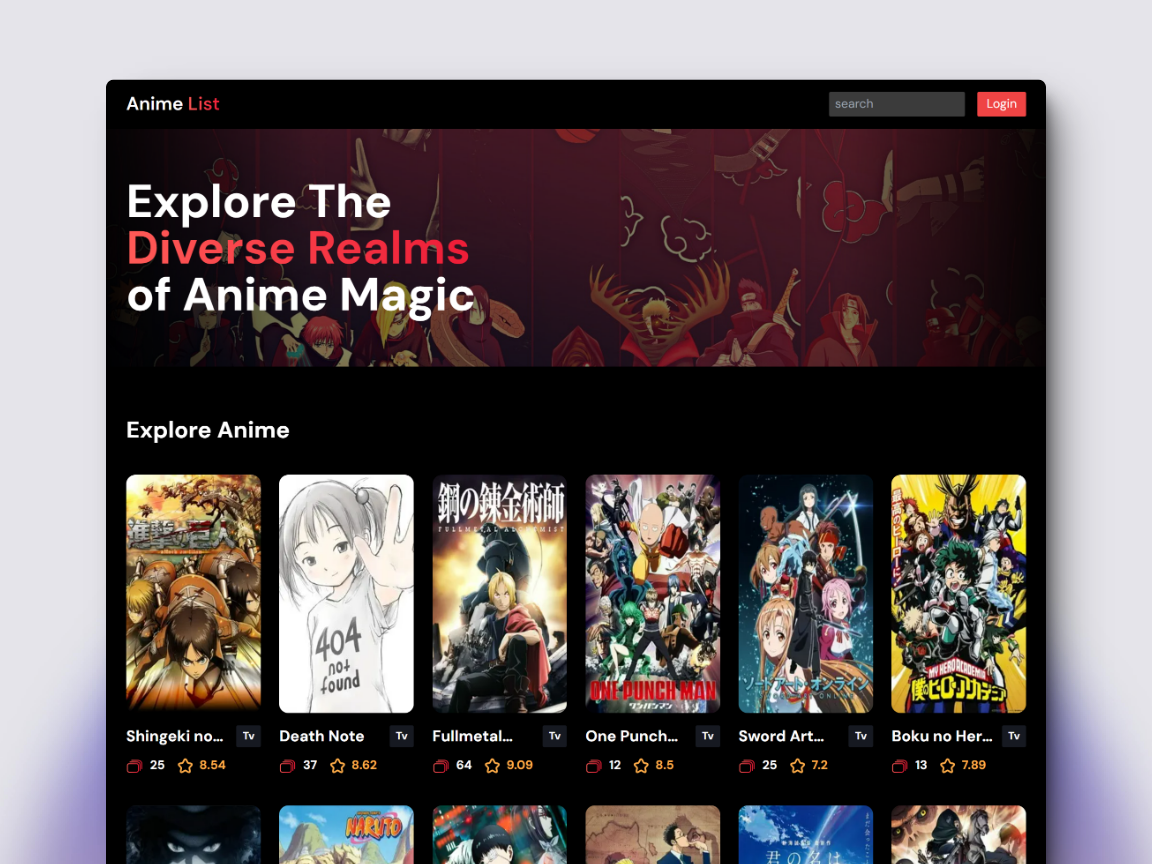 Anime List
search
Login
Explore The
Diverse Realms
of Anime Magic
Explore Anime
進撃の巨人
404
not
found
鋼の錬金術師
FULLMETAL ALCHEMIST
ONE PUNCH MAN
ワンパンマン
ソードアート・オンライン
MY HERO ACADEMIA
僕のヒーローアカデミア
Shingeki no...
Tv
Death Note
Tv
Fullmetal...
Tv
One Punch...
Tv
Sword Art...
Tv
Boku no Her...
Tv
25
8.54
37
8.62
64
9.09
12
8.5
25
7.2
13
7.89
NARUTO
君の名は